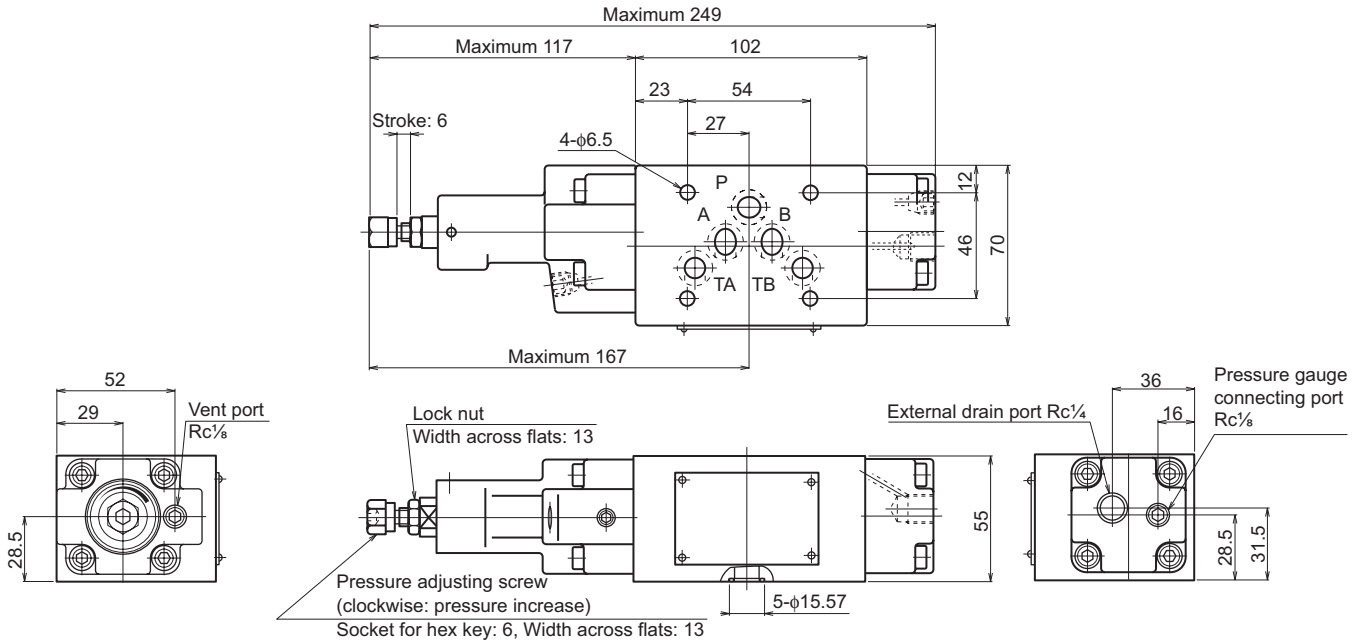 Maximum 249
Maximum 117
102
23
54
Stroke: 6
27
4-ϕ6.5
12
P
A
B
46
70
TA
TB
Maximum 167
52
29
Vent port
Rc⅛
28.5
Lock nut
Width across flats: 13
55
Pressure adjusting screw
(clockwise: pressure increase)
Socket for hex key: 6, Width across flats: 13
5-ϕ15.57
External drain port Rc¼
36
16
Pressure gauge
connecting port
Rc⅛
28.5
31.5